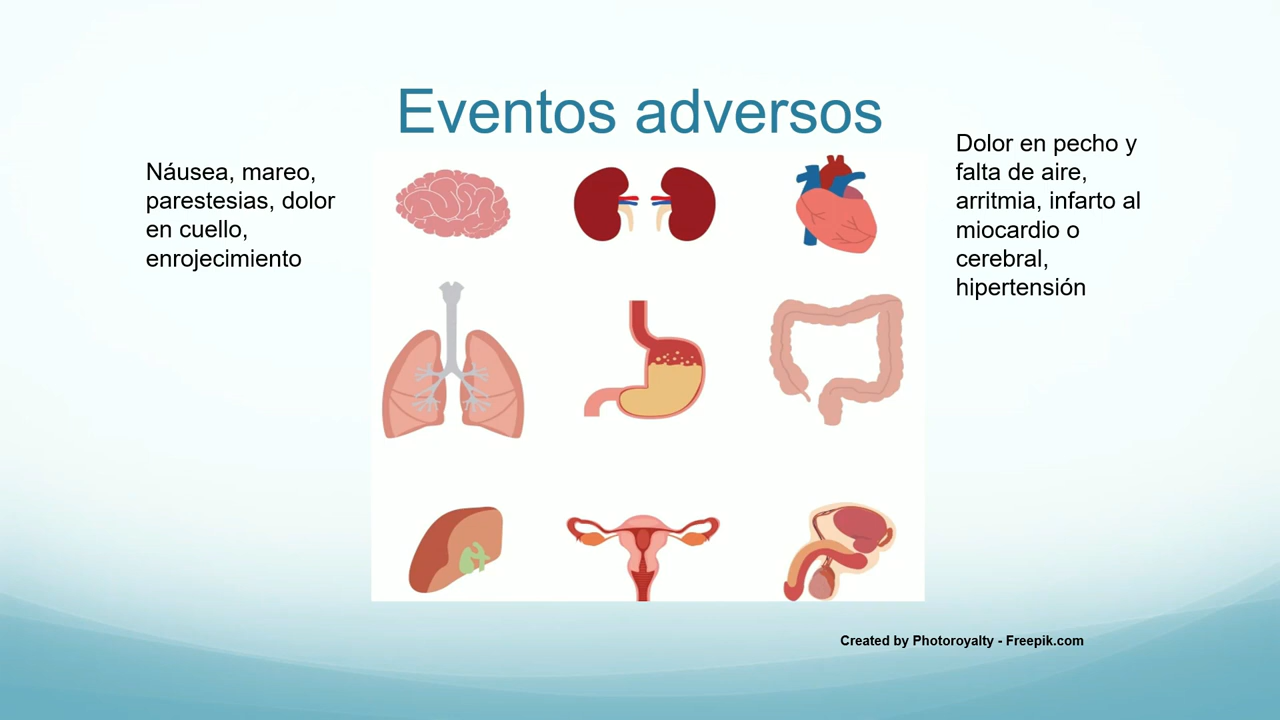 Eventos adversos
Náusea, mareo,
parestesias, dolor
en cuello,
enrojecimiento
Dolor en pecho y
falta de aire,
arritmia, infarto al
miocardio o
cerebral,
hipertensión
Created by Photoroyalty - Freepik.com